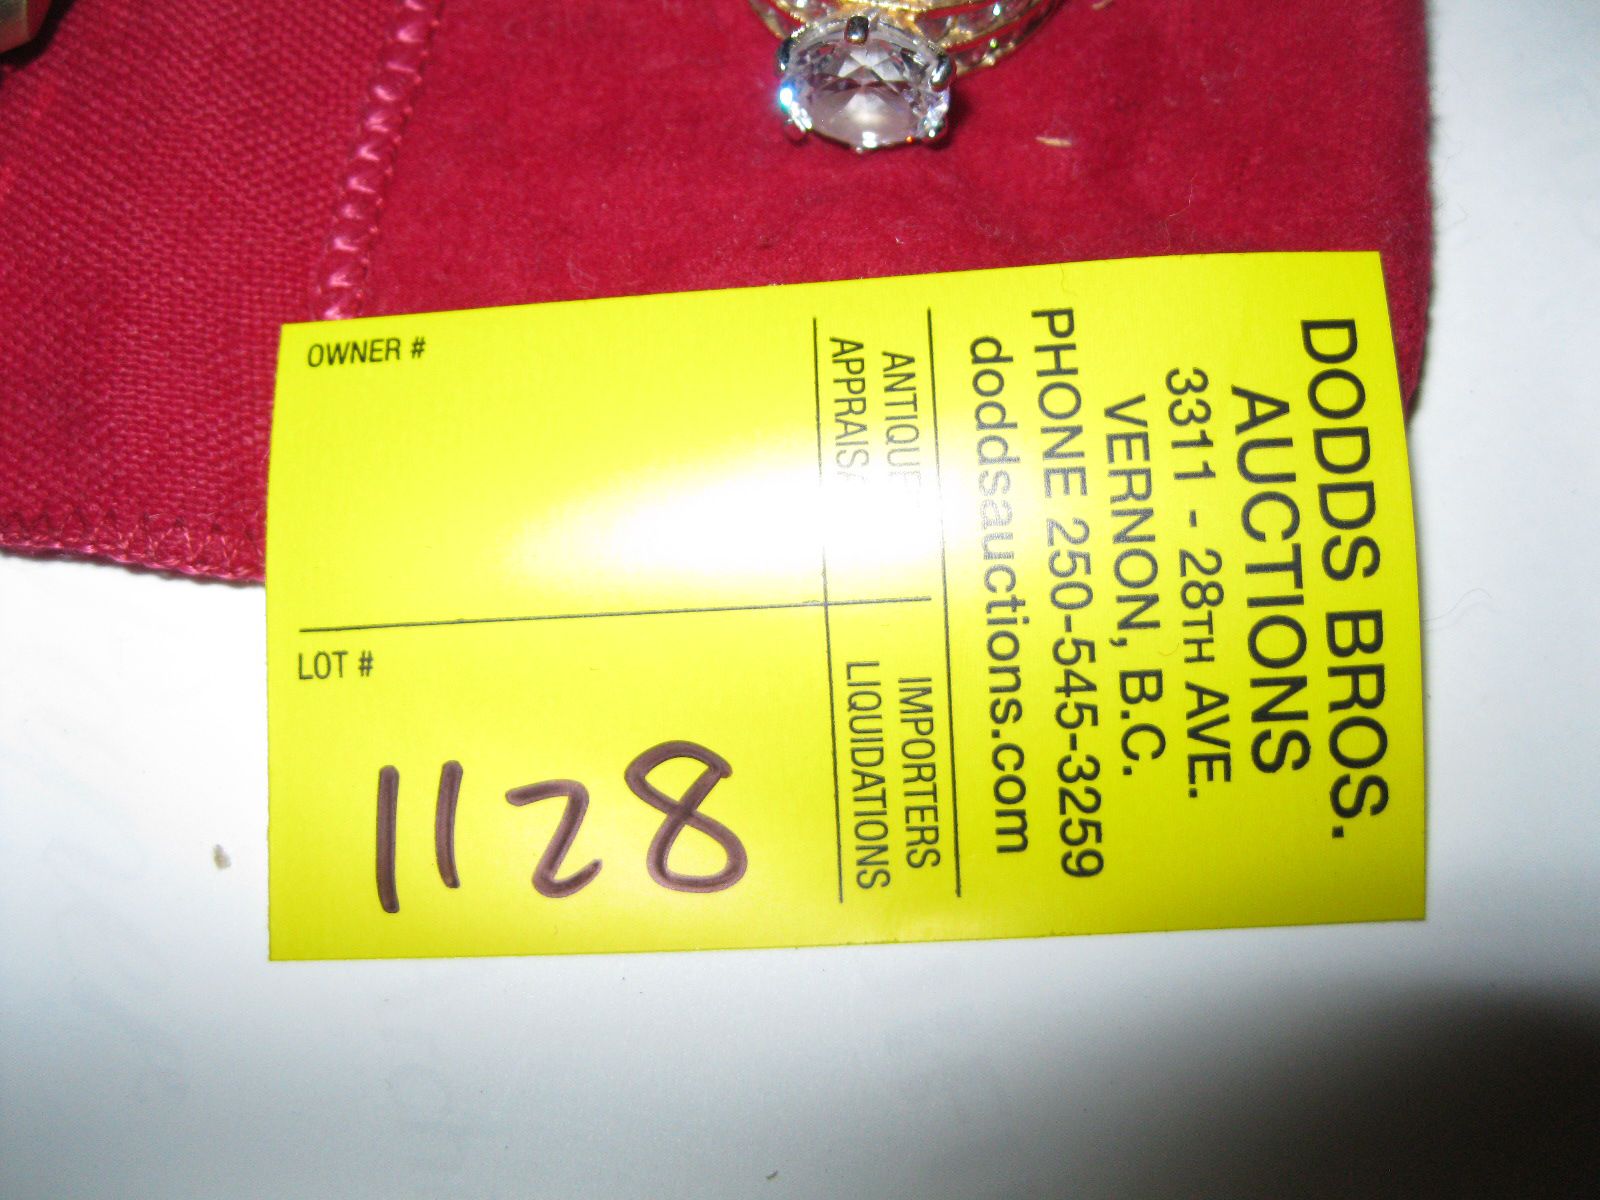 DODDS BROS.
AUCTIONS
3311 - 28TH AVE.
VERNON, B.C.
PHONE 250-545-3259
doddsauctions.com
IMPORTERS
LIQUIDATIONS
OWNER #
LOT #
1128